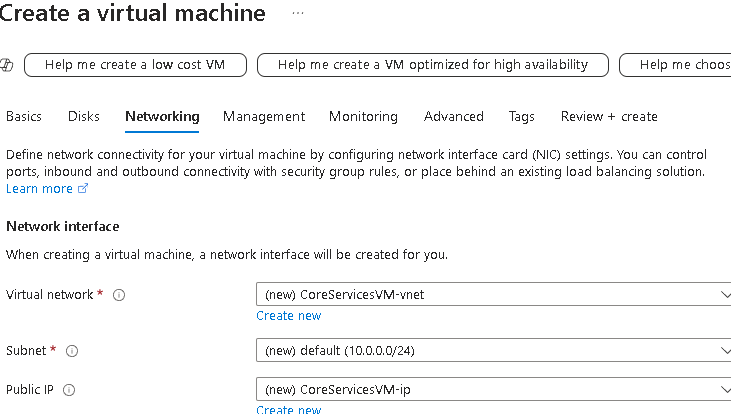 Create a virtual machine ...
Help me create a low cost VM Help me create a VM optimized for high availability Help me choos
Basics Disks Networking Management Monitoring Advanced Tags Review + create
Define network connectivity for your virtual machine by configuring network interface card (NIC) settings. You can control
ports, inbound and outbound connectivity with security group rules, or place behind an existing load balancing solution.
Learn more
Network interface
When creating a virtual machine, a network interface will be created for you.
Virtual network * (new) CoreServicesVM-vnet
Create new
Subnet * (new) default (10.0.0.0/24)
Public IP (new) CoreServicesVM-ip
Create new